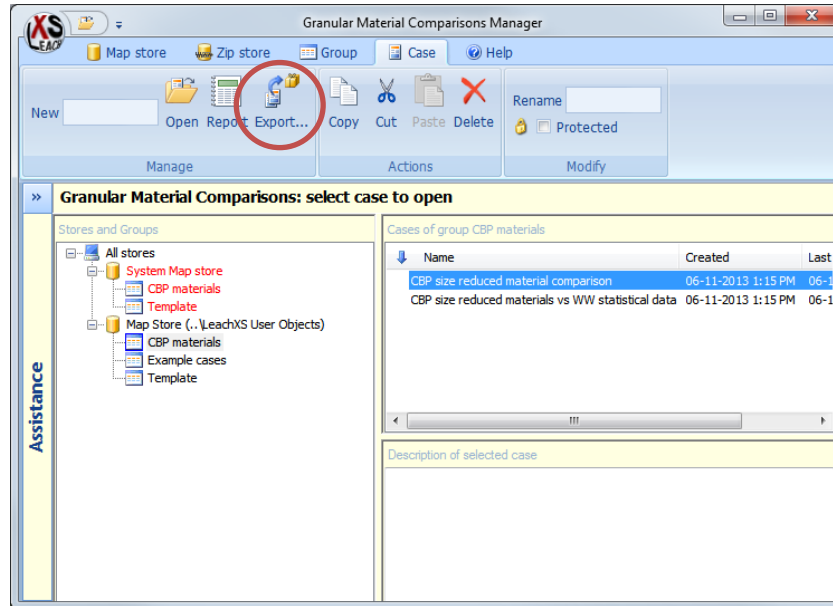 Granular Material Comparisons Manager
XS
LEACH
Map store Zip store Group Case Help
New Open Report Export... Copy Cut Paste Delete Rename
Protected
Manage Actions Modify
» Granular Material Comparisons: select case to open
Stores and Groups
All stores
System Map store
CBP materials
Template
Map Store (..\LeachXS User Objects)
CBP materials
Example cases
Template
Cases of group CBP materials
Name Created Last
CBP size reduced material comparison 06-11-2013 1:15 PM 06-1
CBP size reduced materials vs WW statistical data 06-11-2013 1:15 PM 06-1
Description of selected case
Assistance